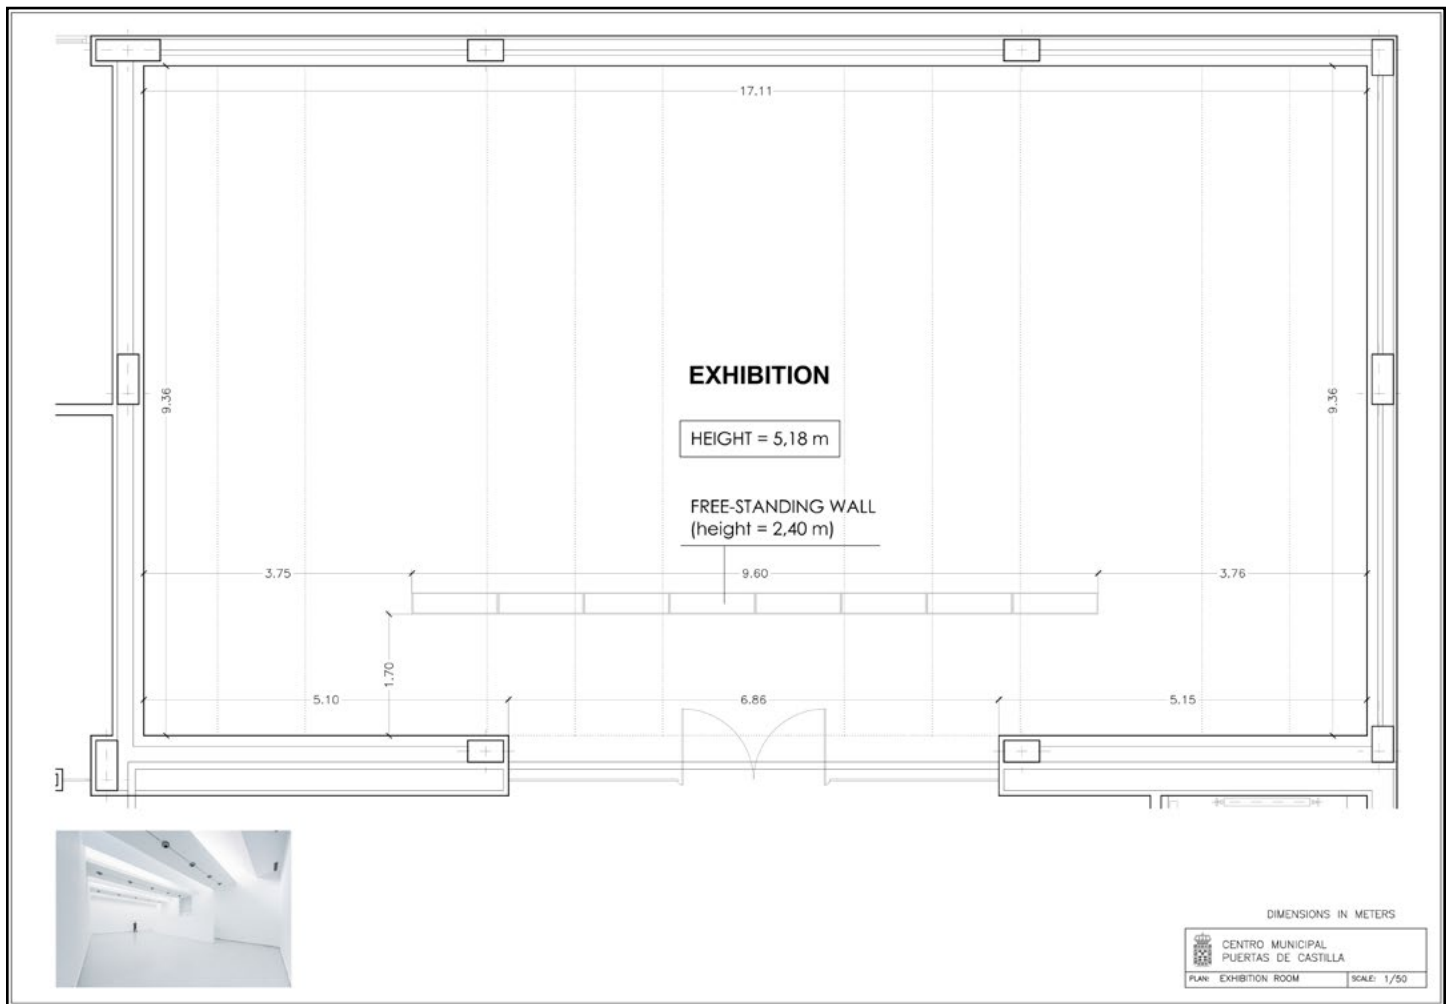 17.11
9.36
9.36
EXHIBITION
HEIGHT = 5,18 m
FREE-STANDING WALL
(height = 2,40 m)
3.75
9.60
3.76
1.70
5.10
6.86
5.15
DIMENSIONS IN METERS
CENTRO MUNICIPAL
PUERTAS DE CASTILLA
PLAN: EXHIBITION ROOM
SCALE: 1/50